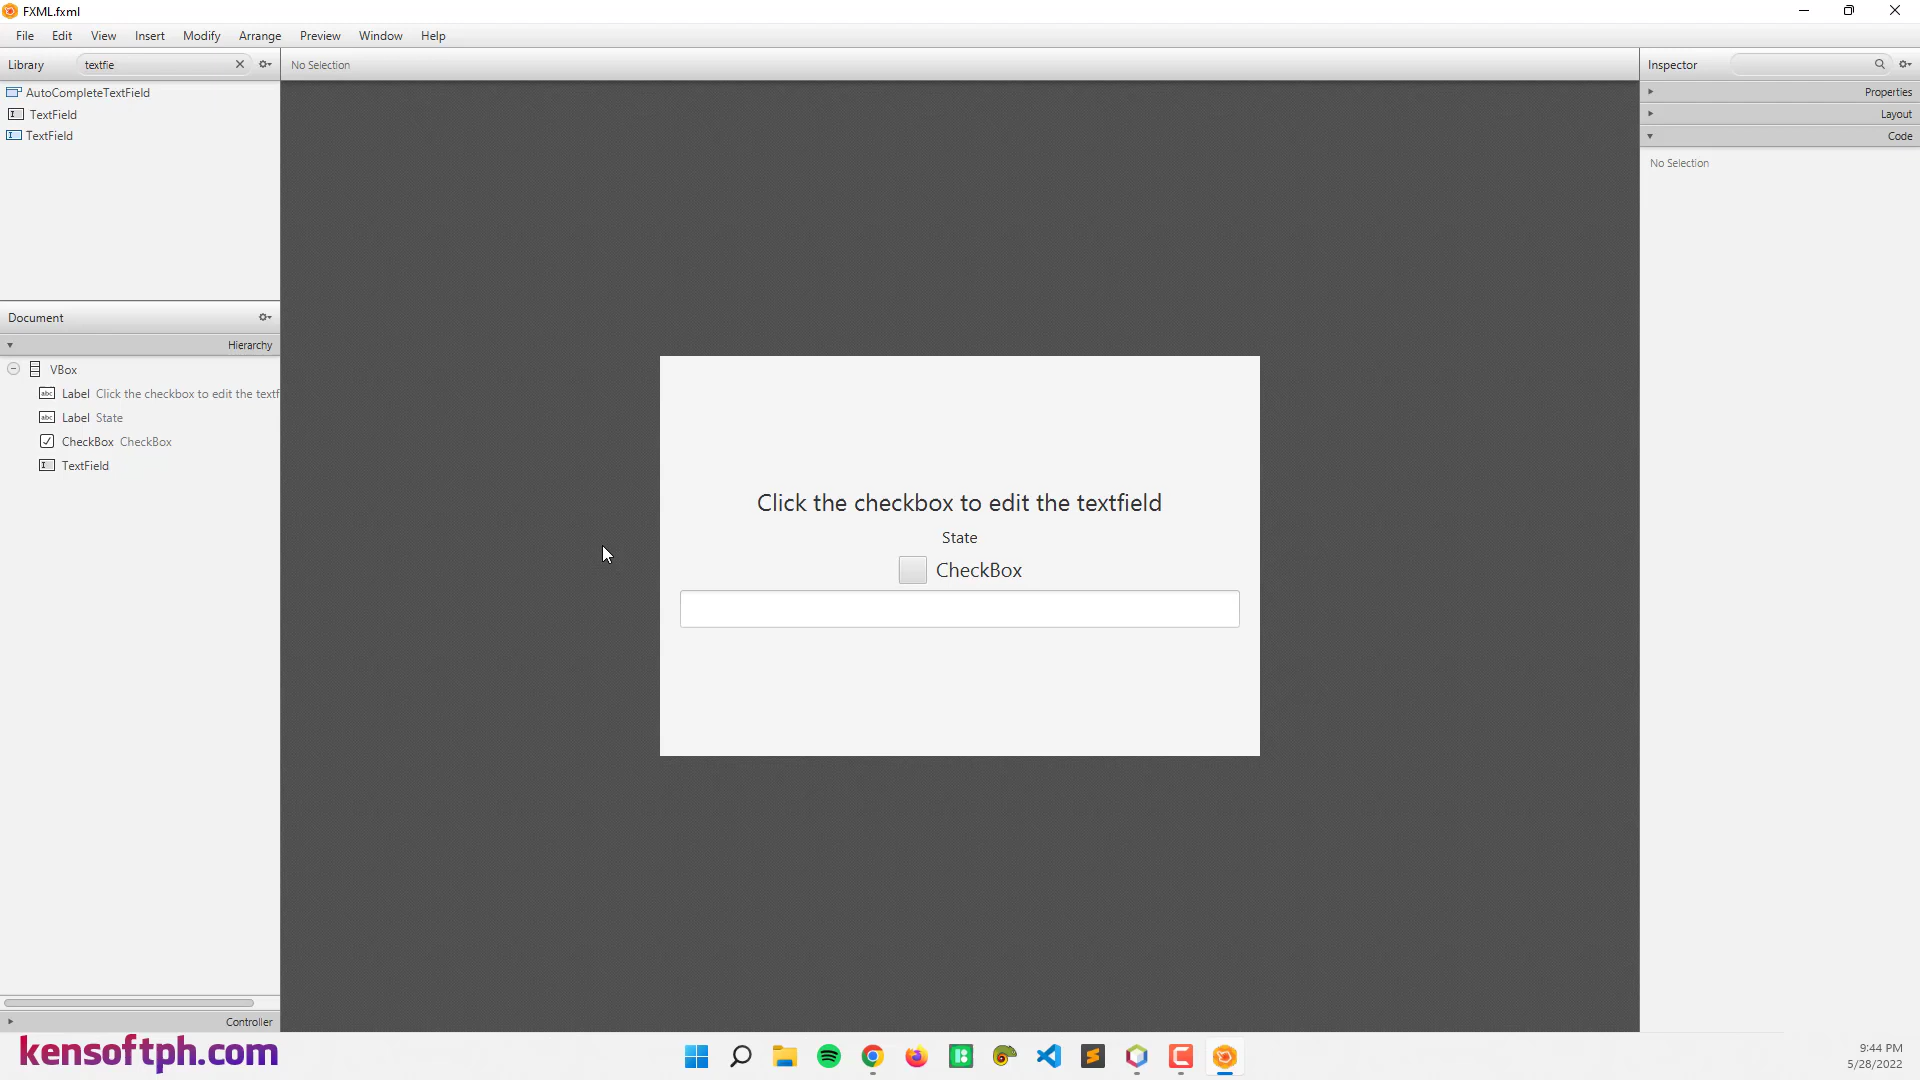 FXML.fxml
File Edit View Insert Modify Arrange Preview Window Help
Library textfie
No Selection
Inspector
AutoCompleteTextField
TextField
TextField
Properties
Layout
Code
No Selection
Document
Hierarchy
VBox
Label Click the checkbox to edit the textf
Label State
CheckBox CheckBox
TextField
Click the checkbox to edit the textfield
State
CheckBox
Controller
kensoftph.com
9:44 PM
5/28/2022